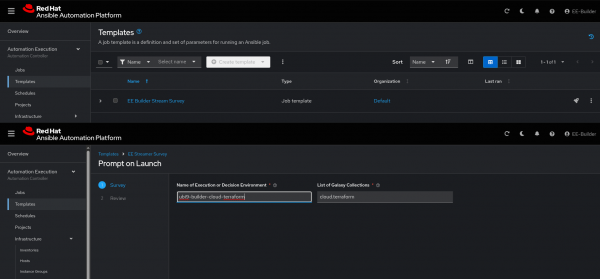 Red Hat
Ansible Automation Platform
EE-Builder
Overview
Automation Execution
Automation Controller
Jobs
Templates
Schedules
Projects
Infrastructure
Templates
A job template is a definition and set of parameters for running an Ansible job.
Name
Select name
Create template
Sort
Name
1 - 1 of 1
Name
Type
Organization
Last ran
EE Builder Stream Survey
Job template
Default
Red Hat
Ansible Automation Platform
EE-Builder
Overview
Automation Execution
Automation Controller
Jobs
Templates
Schedules
Projects
Infrastructure
Inventories
Hosts
Instance Groups
Templates
EE Streams Survey
Prompt on Launch
1 Survey
2 Review
Name of Execution or Decision Environment *
ubi9-builder-cloud-terraform
List of Galaxy Collections *
cloud.terraform